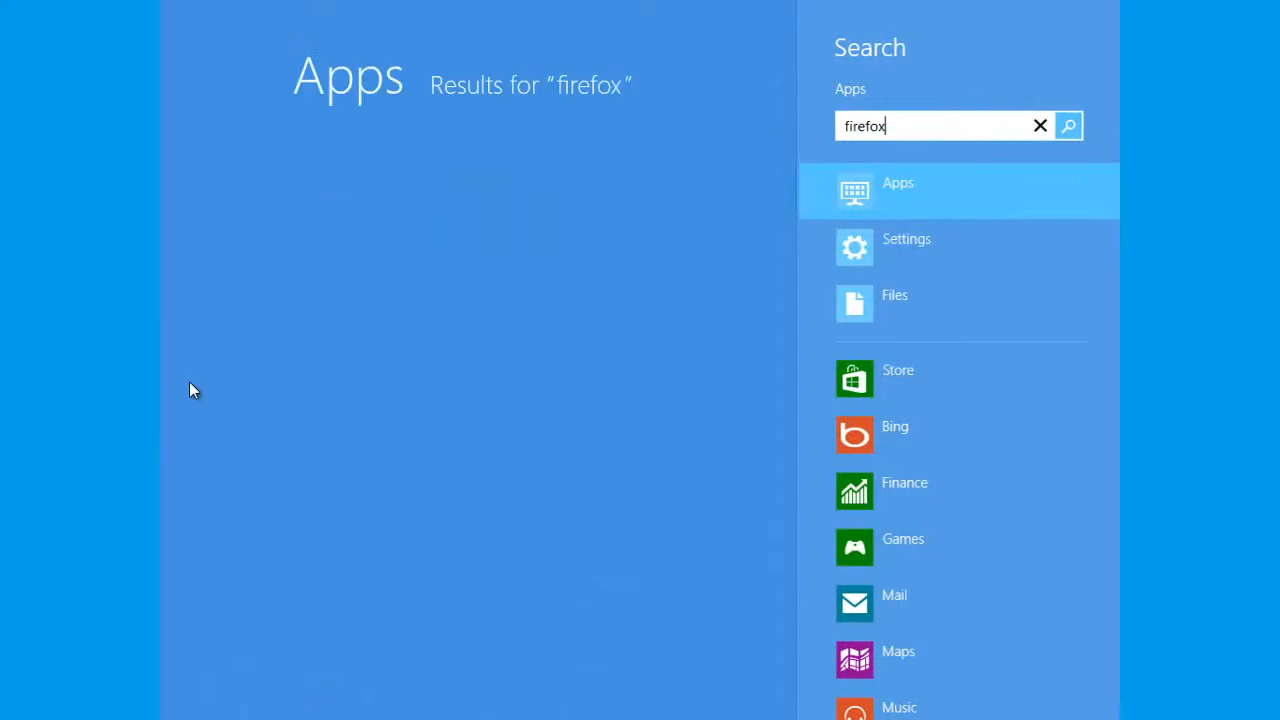 Apps Results for “firefox”
Search
Apps
firefox
Apps
Settings
Files
Store
Bing
Finance
Games
Mail
Maps
Music